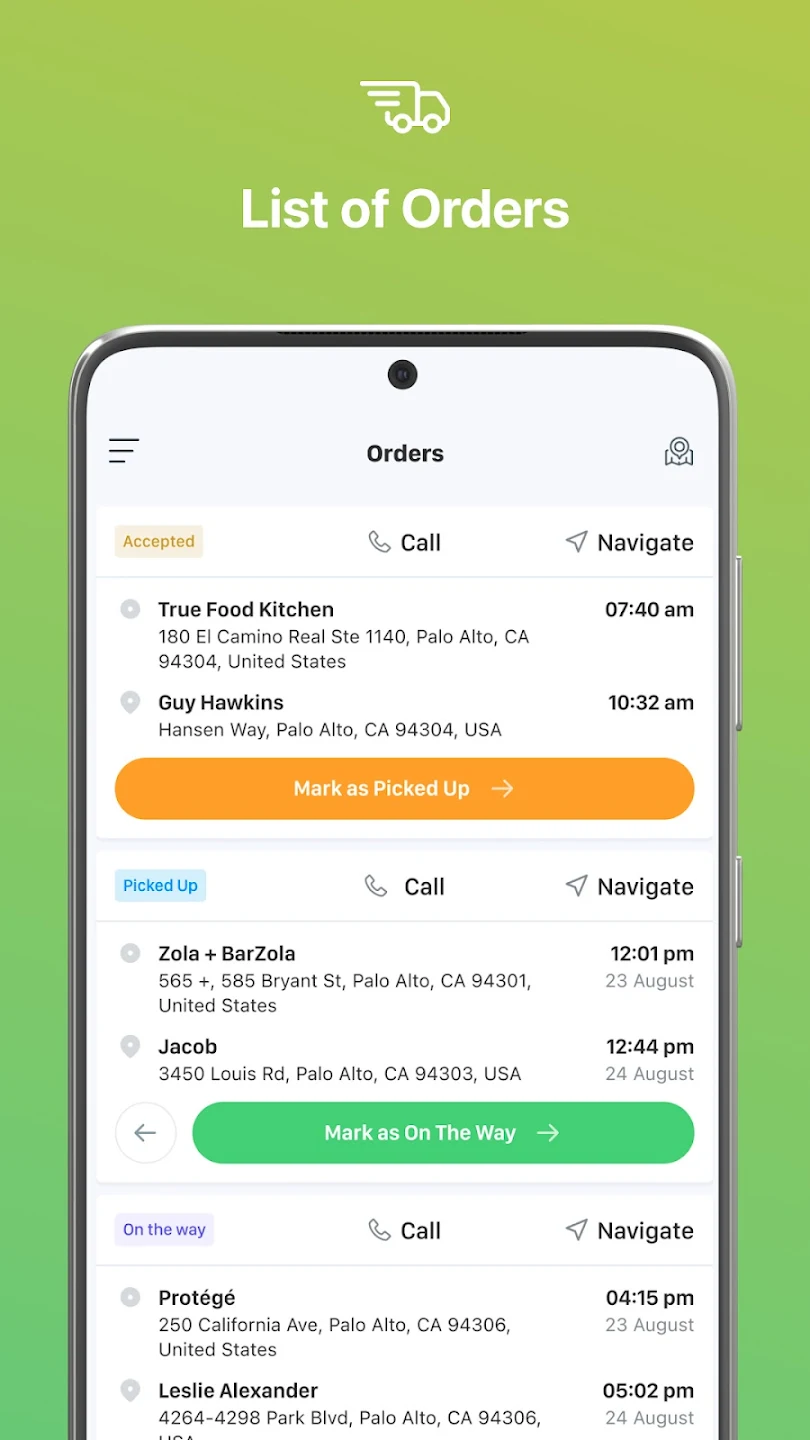 List of Orders
Orders
Accepted Call Navigate
True Food Kitchen 07:40 am
180 El Camino Real Ste 1140, Palo Alto, CA
94304, United States
Guy Hawkins 10:32 am
Hansen Way, Palo Alto, CA 94304, USA
Mark as Picked Up
Picked Up Call Navigate
Zola + BarZola 12:01 pm
565 +, 585 Bryant St, Palo Alto, CA 94301, 23 August
United States
Jacob 12:44 pm
3450 Louis Rd, Palo Alto, CA 94303, USA 24 August
Mark as On The Way
On the way Call Navigate
Protégé 04:15 pm
250 California Ave, Palo Alto, CA 94306, 23 August
United States
Leslie Alexander 05:02 pm
4264-4298 Park Blvd, Palo Alto, CA 94306, 24 August
USA